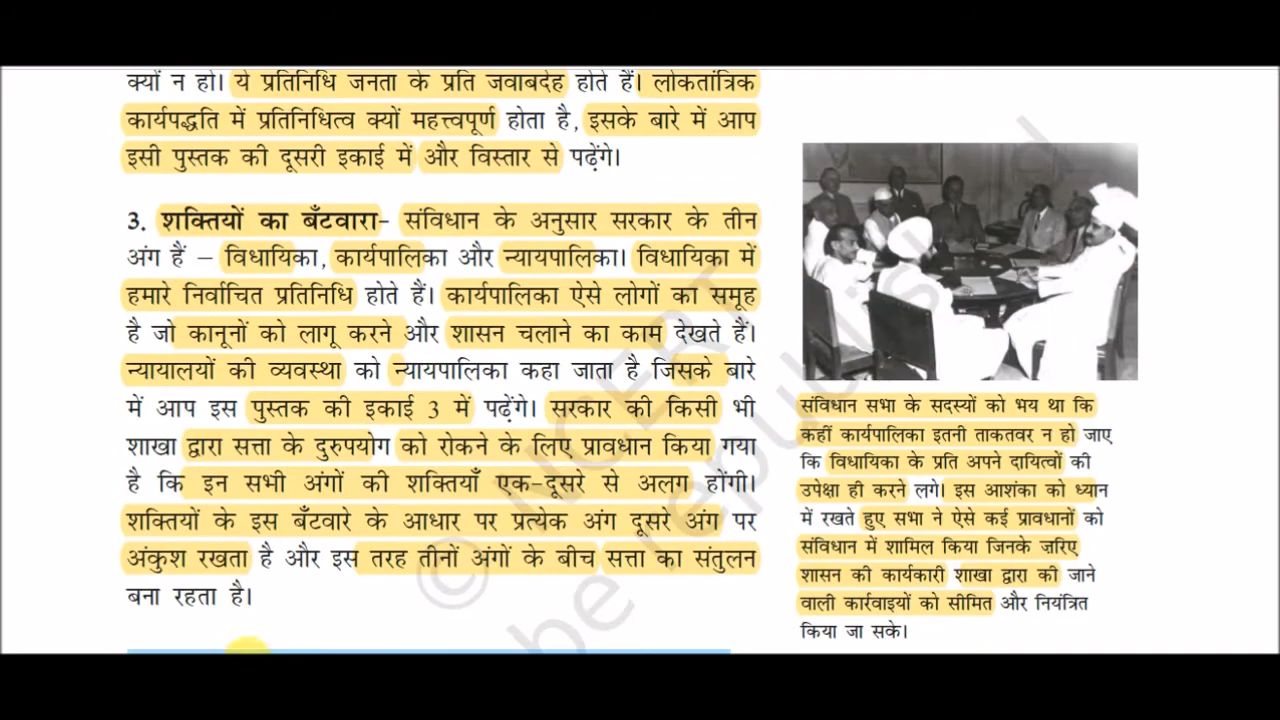 क्यों न हो। ये प्रतिनिधि जनता के प्रति जवाबदेह होते हैं। लोकतांत्रिक
कार्यपद्धति में प्रतिनिधित्व क्यों महत्त्वपूर्ण होता है, इसके बारे में आप
इसी पुस्तक की दूसरी इकाई में और विस्तार से पढ़ेंगे।
3. शक्तियों का बँटवारा- संविधान के अनुसार सरकार के तीन
अंग हैं – विधायिका, कार्यपालिका और न्यायपालिका। विधायिका में
हमारे निर्वाचित प्रतिनिधि होते हैं। कार्यपालिका ऐसे लोगों का समूह
है जो कानूनों को लागू करने और शासन चलाने का काम देखते हैं।
न्यायालयों की व्यवस्था को न्यायपालिका कहा जाता है जिसके बारे
में आप इस पुस्तक की इकाई 3 में पढ़ेंगे। सरकार की किसी भी
शाखा द्वारा सत्ता के दुरुपयोग को रोकने के लिए प्रावधान किया गया
है कि इन सभी अंगों की शक्तियाँ एक-दूसरे से अलग होंगी।
शक्तियों के इस बँटवारे के आधार पर प्रत्येक अंग दूसरे अंग पर
अंकुश रखता है और इस तरह तीनों अंगों के बीच सत्ता का संतुलन
बना रहता है।
संविधान सभा के सदस्यों को भय था कि
कहीं कार्यपालिका इतनी ताकतवर न हो जाए
कि विधायिका के प्रति अपने दायित्वों की
उपेक्षा ही करने लगे। इस आशंका को ध्यान
में रखते हुए सभा ने ऐसे कई प्रावधानों को
संविधान में शामिल किया जिनके ज़रिए
शासन की कार्यकारी शाखा द्वारा की जाने
वाली कार्रवाइयों को सीमित और नियंत्रित
किया जा सके।
© NCERT
be republished